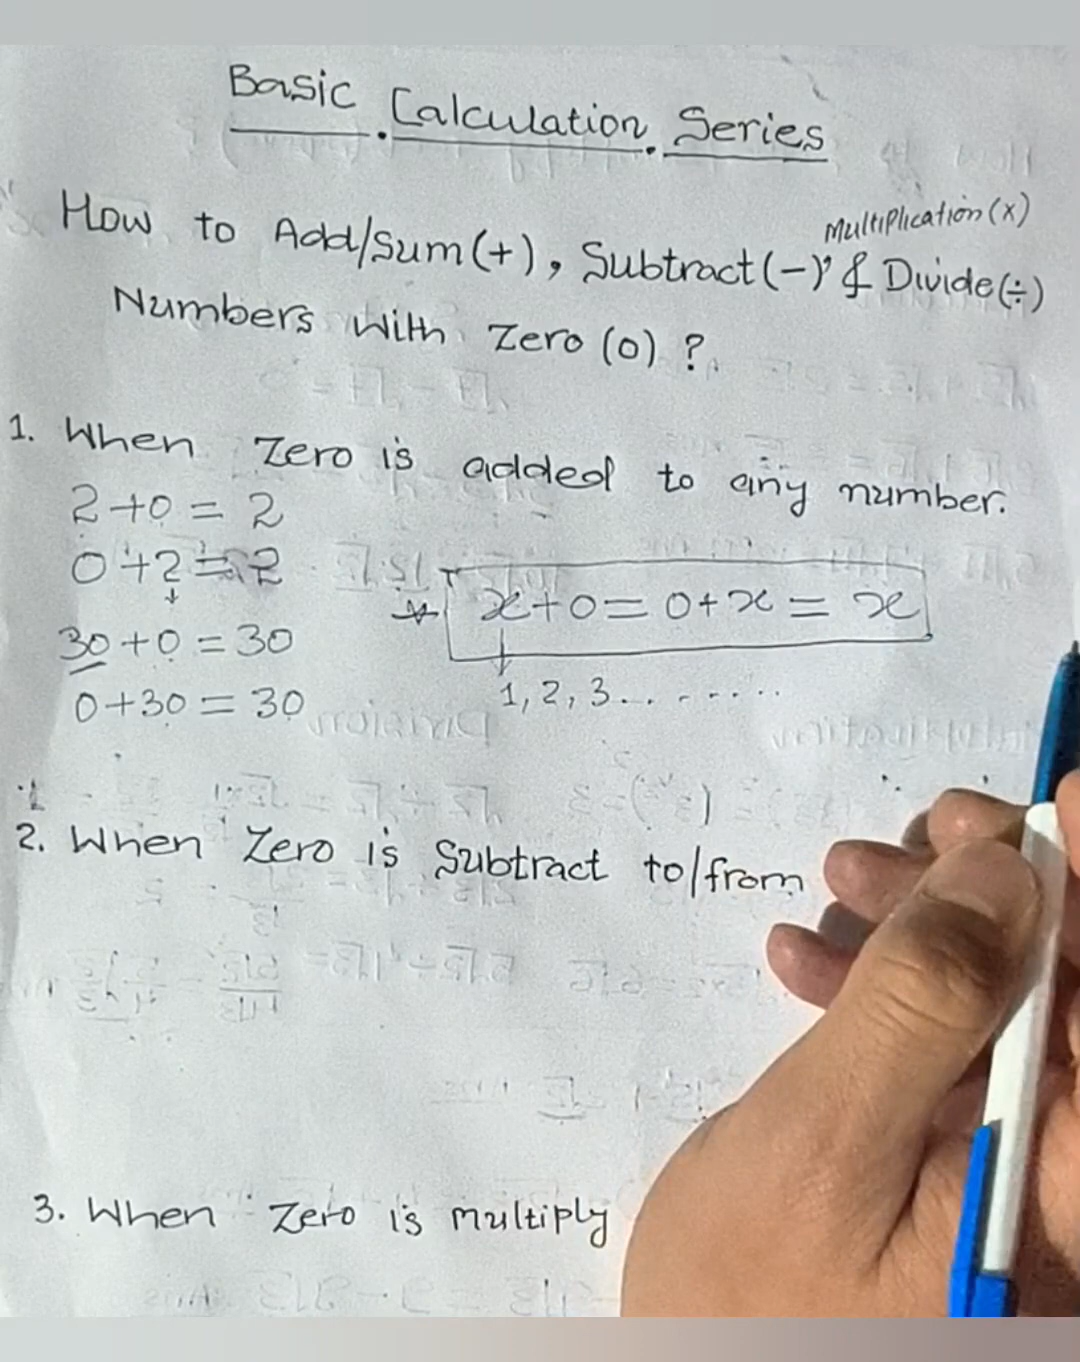 Basic Calculation Series
How to Add/Sum(+), Subtract(-), Multiplication(x) & Divide(÷)
Numbers with Zero (0) ?
1. When Zero is added to any number.
2+0 = 2
0+2=2
30+0 = 30
0+30 = 30
x+0=0+x = x
1, 2, 3.........
2. When Zero is Subtract to/from
3. When Zero is multiply